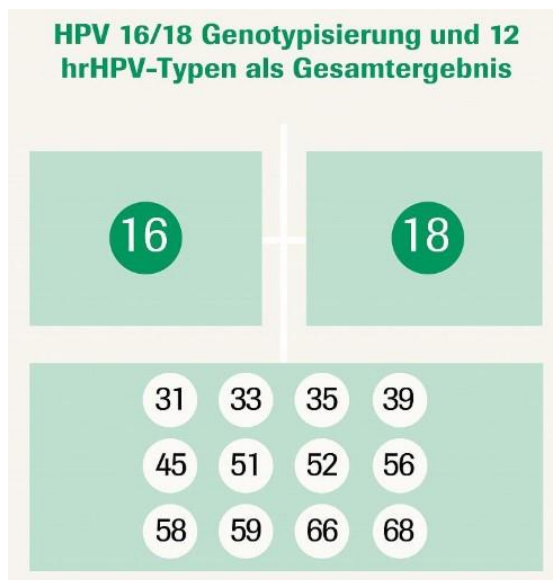 HPV 16/18 Genotypisierung und 12
hrHPV-Typen als Gesamtergebnis
16 18
31 33 35 39
45 51 52 56
58 59 66 68